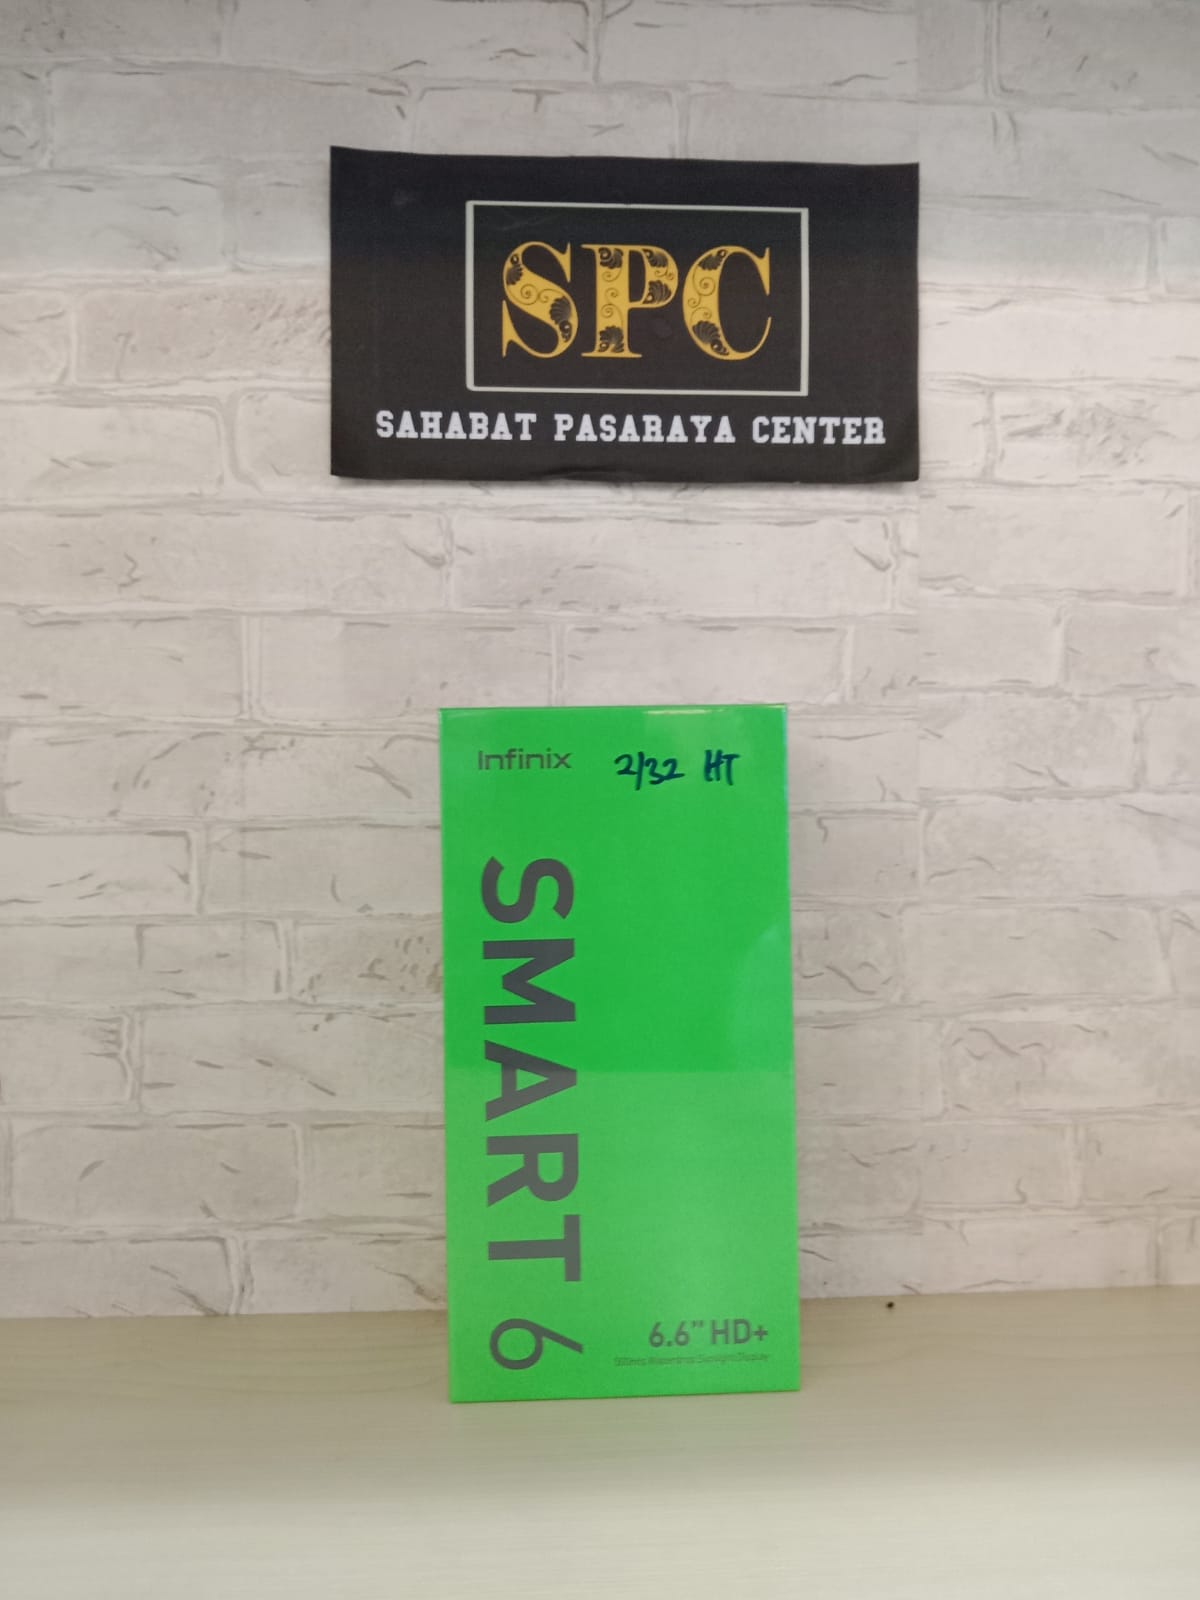 SPC
SAHABAT PASARAYA CENTER
Infinix 2/32 HT
SMART 6
6.6" HD+